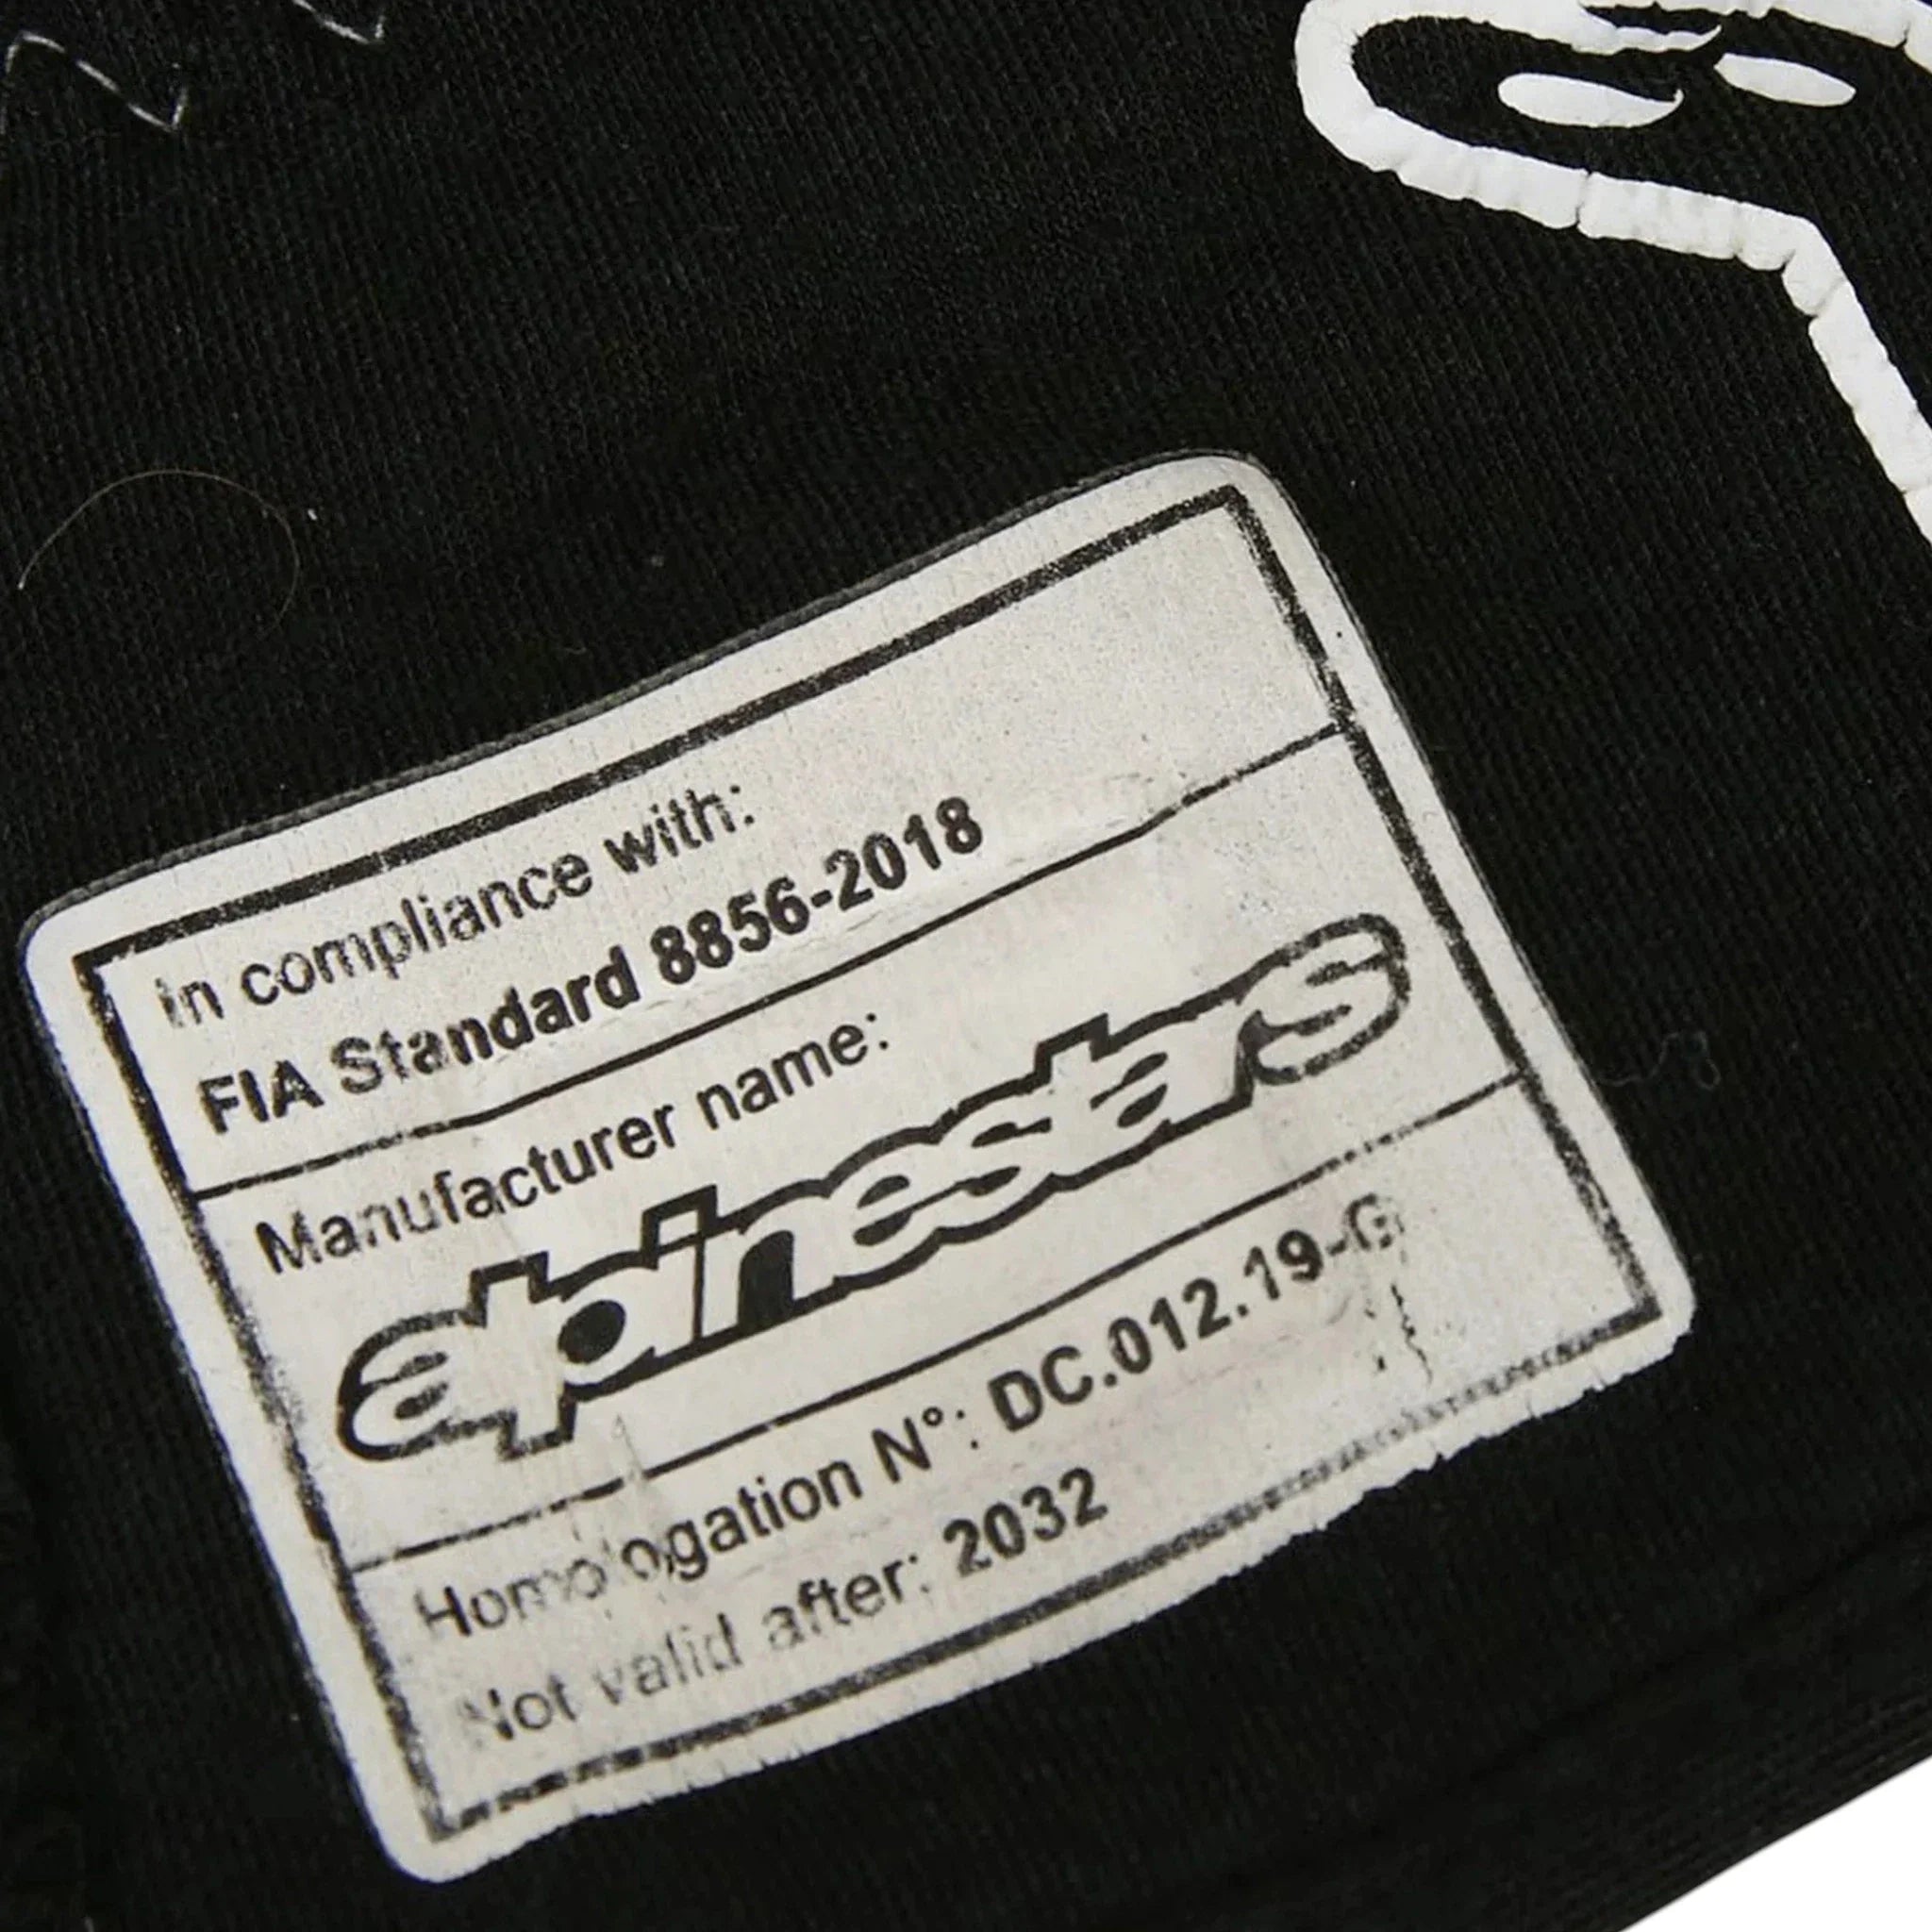 in compliance with:
FIA Standard 8856-2018
Manufacturer name:
alpinestars
Homologation N°: DC.012.19-G
Not valid after: 2032